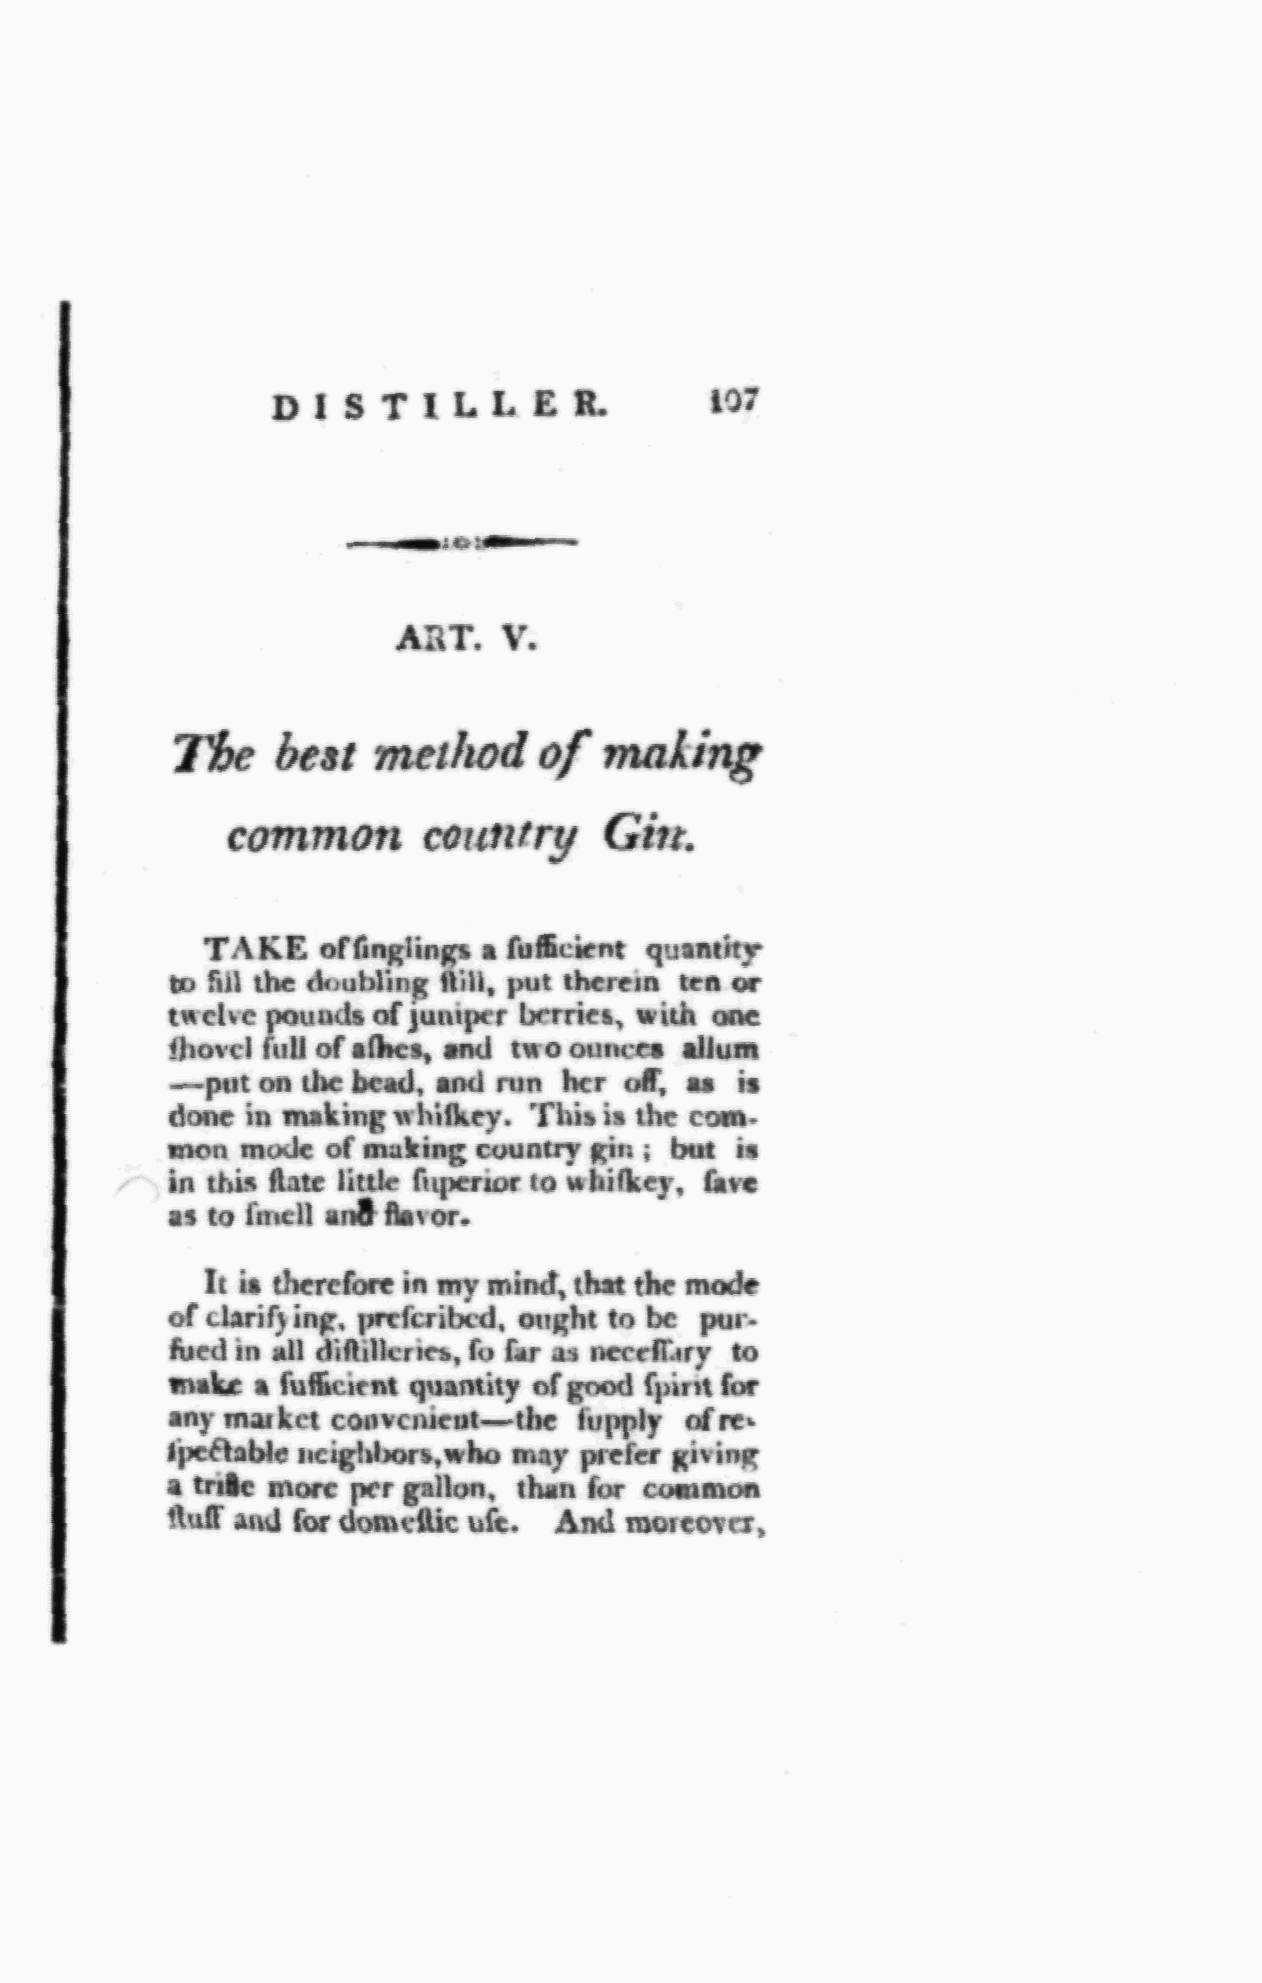 DISTILLER. 107
ART. V.
The best method of making
common country Gin.
TAKE of ſinglings a ſufficient quantity
to fill the doubling ſtill, put therein ten or
twelve pounds of juniper berries, with one
ſhovel full of aſhes, and two ounces allum
—put on the head, and run her off, as is
done in making whiſkey. This is the com-
mon mode of making country gin; but is
in this ſtate little ſuperior to whiſkey, ſave
as to ſmell and flavor.
It is therefore in my mind, that the mode
of clarifying, preſcribed, ought to be pur-
ſued in all diſtilleries, ſo far as neceſſary to
make a ſufficient quantity of good ſpirit for
any market convenient—the ſupply of re-
ſpectable neighbors, who may prefer giving
a trifle more per gallon, than for common
ſtuff and for domeſtic uſe. And moreover,